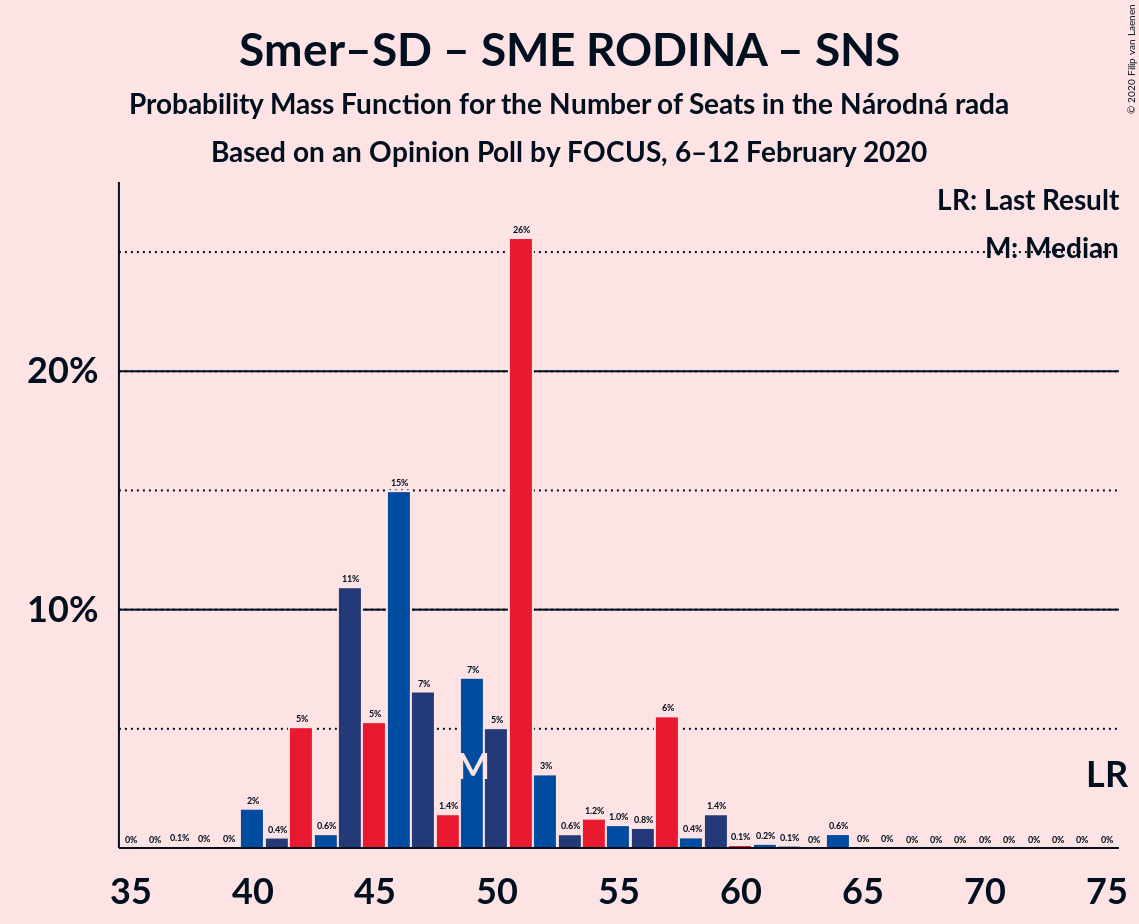 Smer–SD – SME RODINA – SNS
Probability Mass Function for the Number of Seats in the Národná rada
Based on an Opinion Poll by FOCUS, 6–12 February 2020
© 2020 Filip van Laenen
LR: Last Result
M: Median
20%
10%
0% 0% 0.1% 0% 0% 2% 0.4% 5% 0.6% 11% 5% 15% 7% 1.4% 7% 5% 26% 3% 0.6% 1.2% 1.0% 0.8% 6% 0.4% 1.4% 0.1% 0.2% 0.1% 0% 0.6% 0% 0% 0% 0% 0% 0% 0% 0% 0% 0% 0%
M
LR
35 40 45 50 55 60 65 70 75